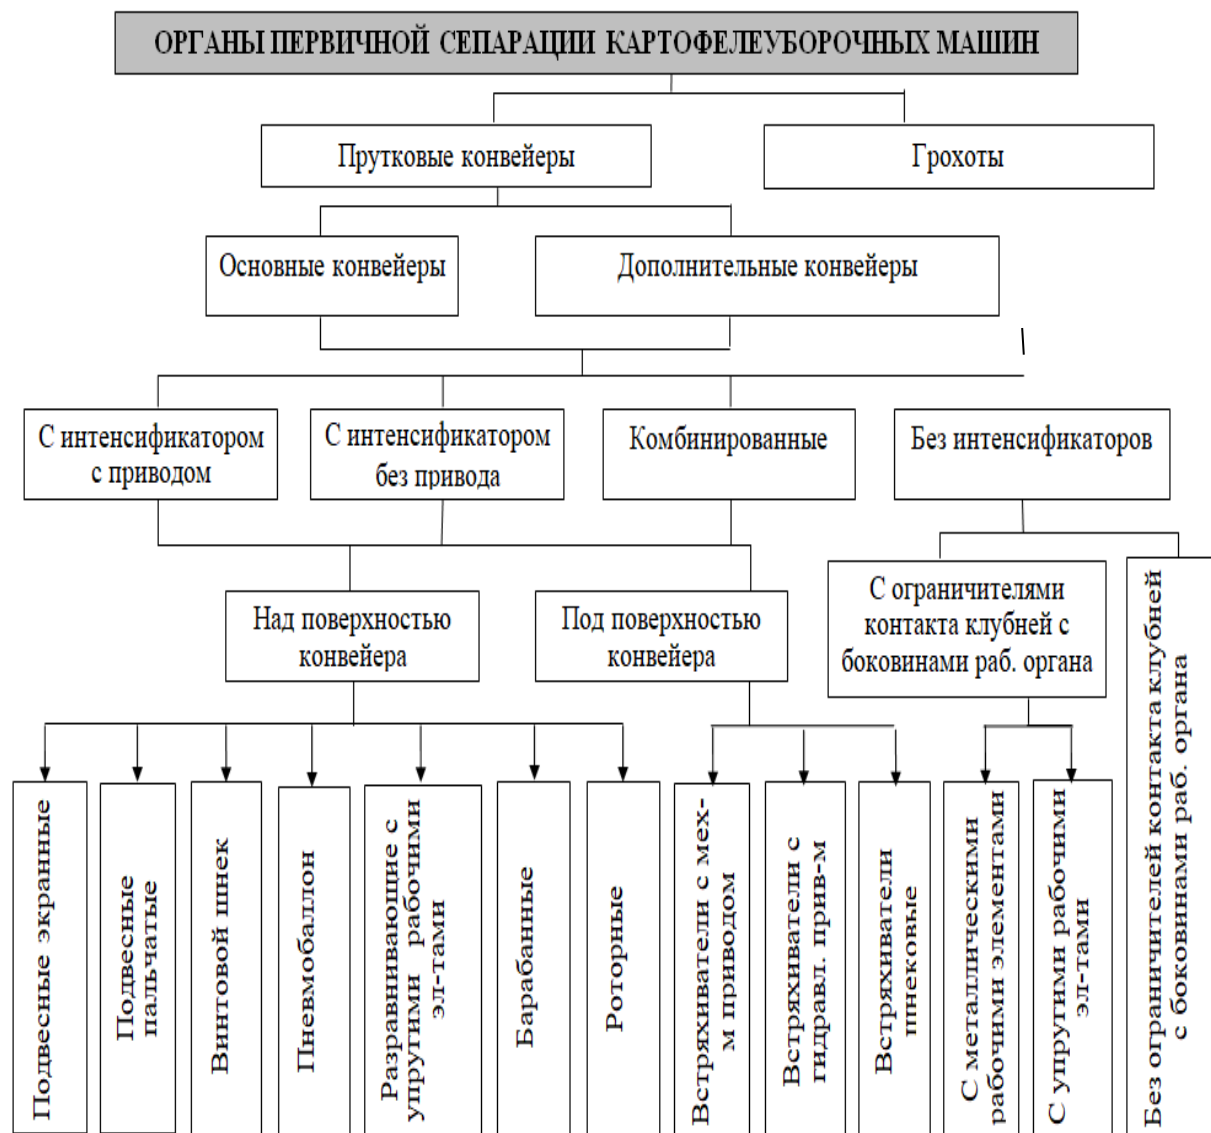 ОРГАНЫ ПЕРВИЧНОЙ СЕПАРАЦИИ КАРТОФЕЛЕУБОРОЧНЫХ МАШИН
Прутковые конвейеры
Грохоты
Основные конвейеры
Дополнительные конвейеры
С интенсификатором
с приводом
С интенсификатором
без привода
Комбинированные
Без интенсификаторов
Над поверхностью
конвейера
Под поверхностью
конвейера
С ограничителями
контакта клубней с
боковинами раб. органа
Без ограничителей контакта клубней
с боковинами раб. органа
Подвесные экранные
Подвесные
пальчатые
Винтовой шнек
Пневмобаллон
Разравнивающие с
упругими рабочими
эл-тами
Барабанные
Роторные
Встряхиватели с мех-
м приводом
Встряхиватели с
гидравл. прив-м
Встряхиватели
шнековые
С металлическими
рабочими элементами
С упругими рабочими
эл-тами